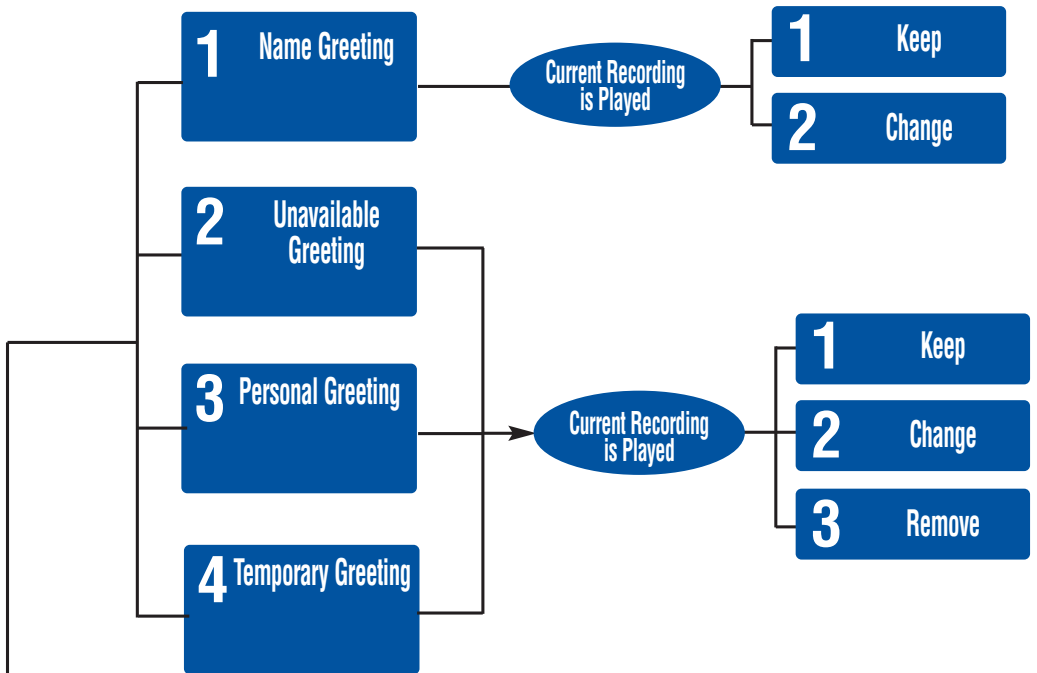 1 Name Greeting
Current Recording
is Played
1 Keep
2 Change
2 Unavailable
Greeting
3 Personal Greeting
4 Temporary Greeting
Current Recording
is Played
1 Keep
2 Change
3 Remove